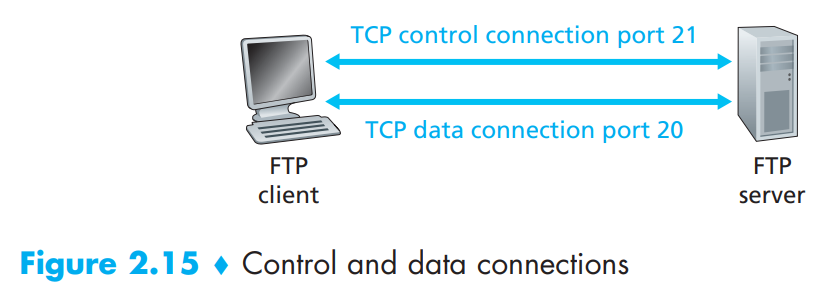 TCP control connection port 21
TCP data connection port 20
FTP
client
FTP
server
Figure 2.15 ♦ Control and data connections